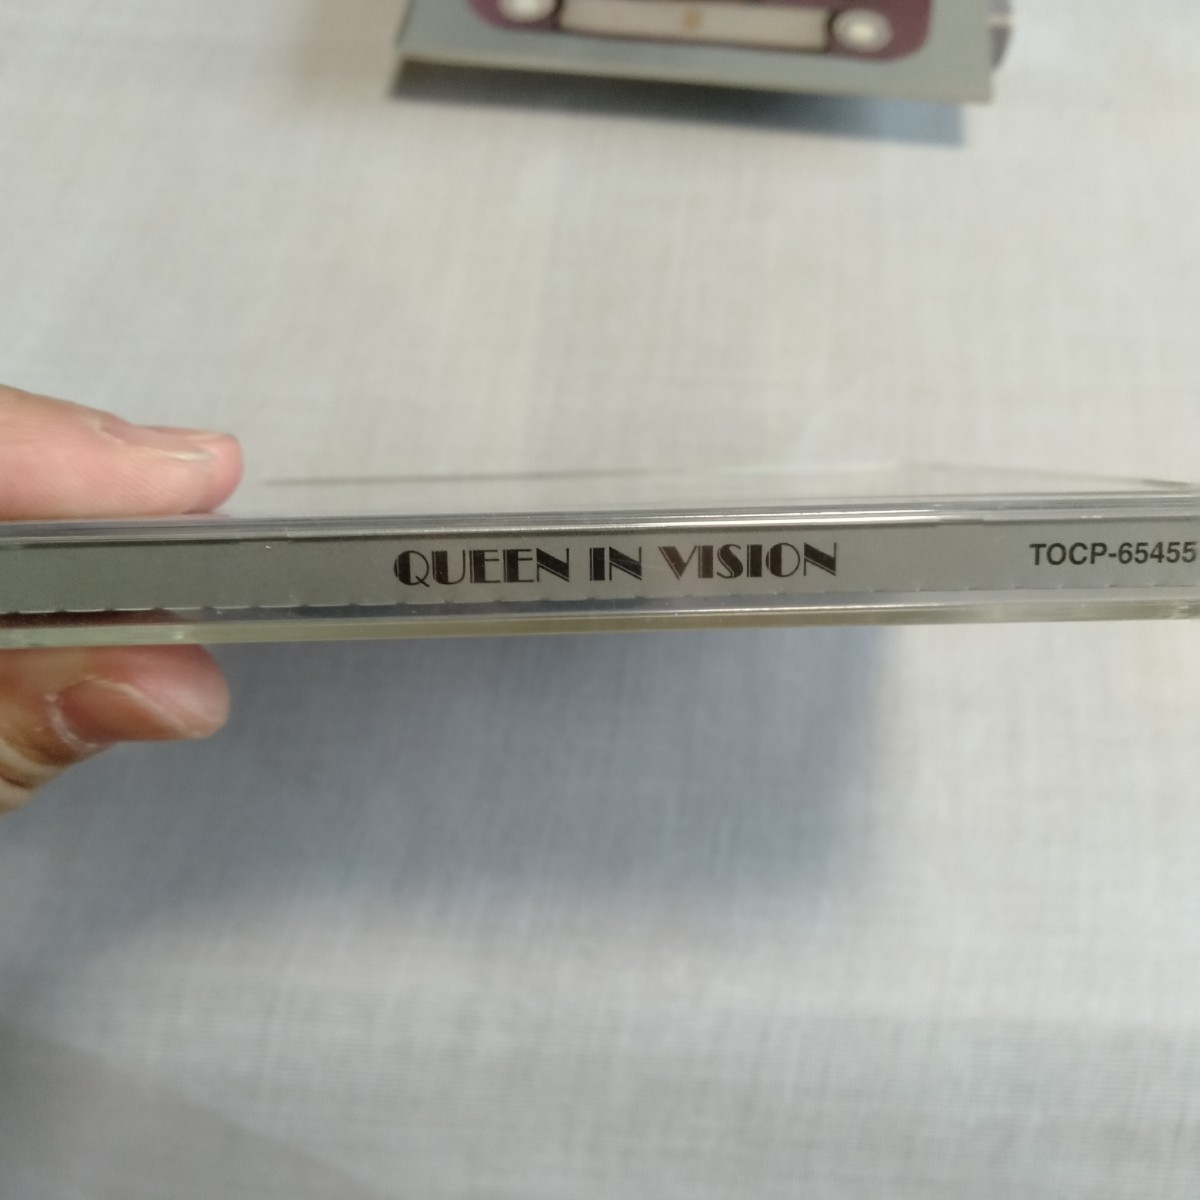 QUEEN IN VISION TOCP-65455